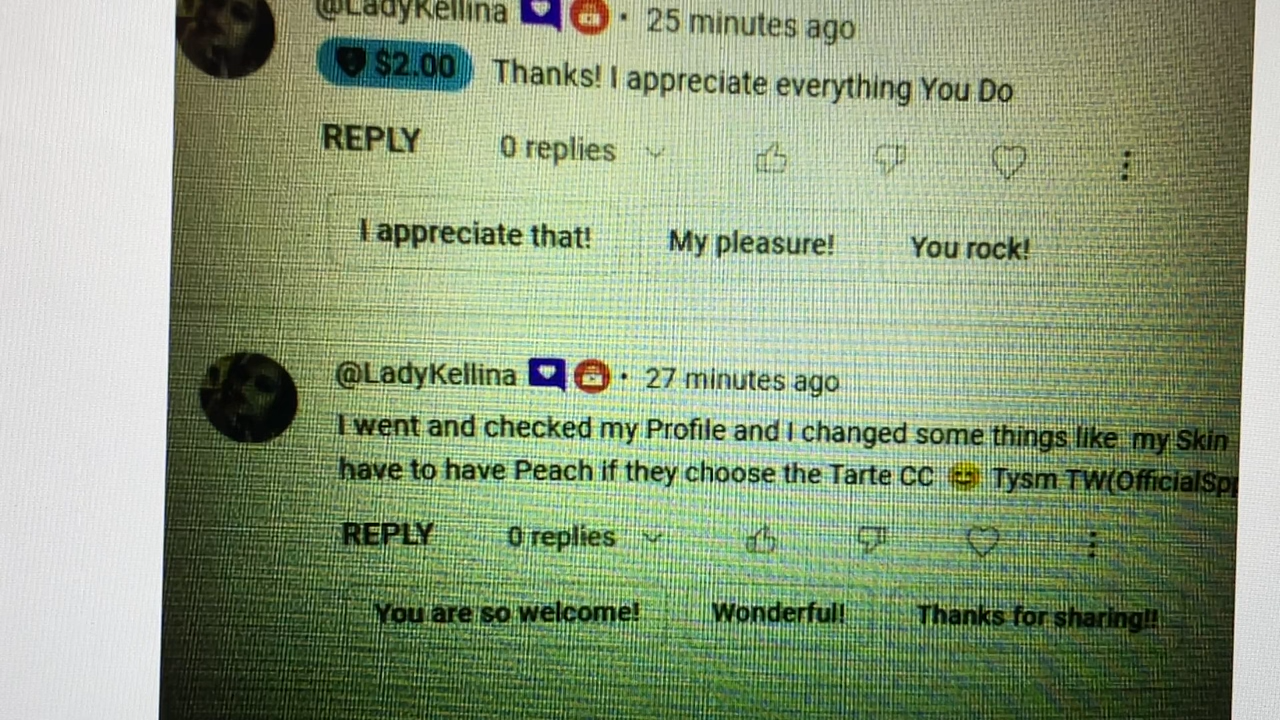 @LadyKellina · 25 minutes ago
$2.00 Thanks! I appreciate everything You Do
REPLY 0 replies
I appreciate that! My pleasure! You rock!
@LadyKellina · 27 minutes ago
I went and checked my Profile and I changed some things like my Skin
have to have Peach if they choose the Tarte CC 😊 Tysm TW(OfficialSp
REPLY 0 replies
You are so welcome! Wonderful! Thanks for sharing!!